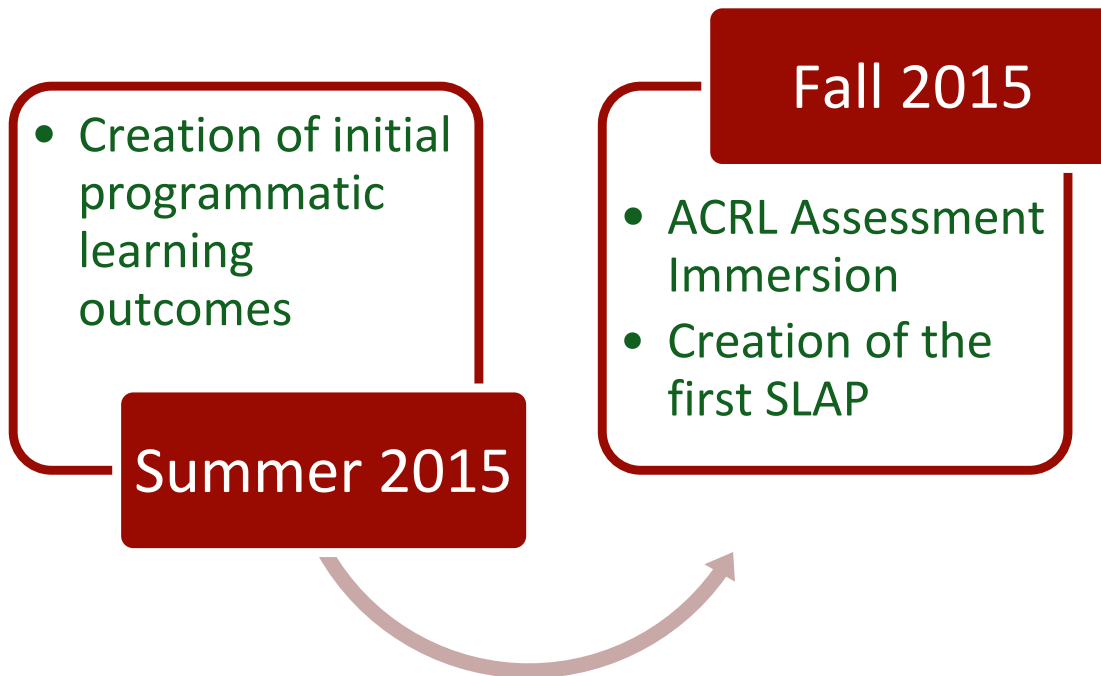 • Creation of initial
programmatic
learning
outcomes
Summer 2015
Fall 2015
• ACRL Assessment
Immersion
• Creation of the
first SLAP